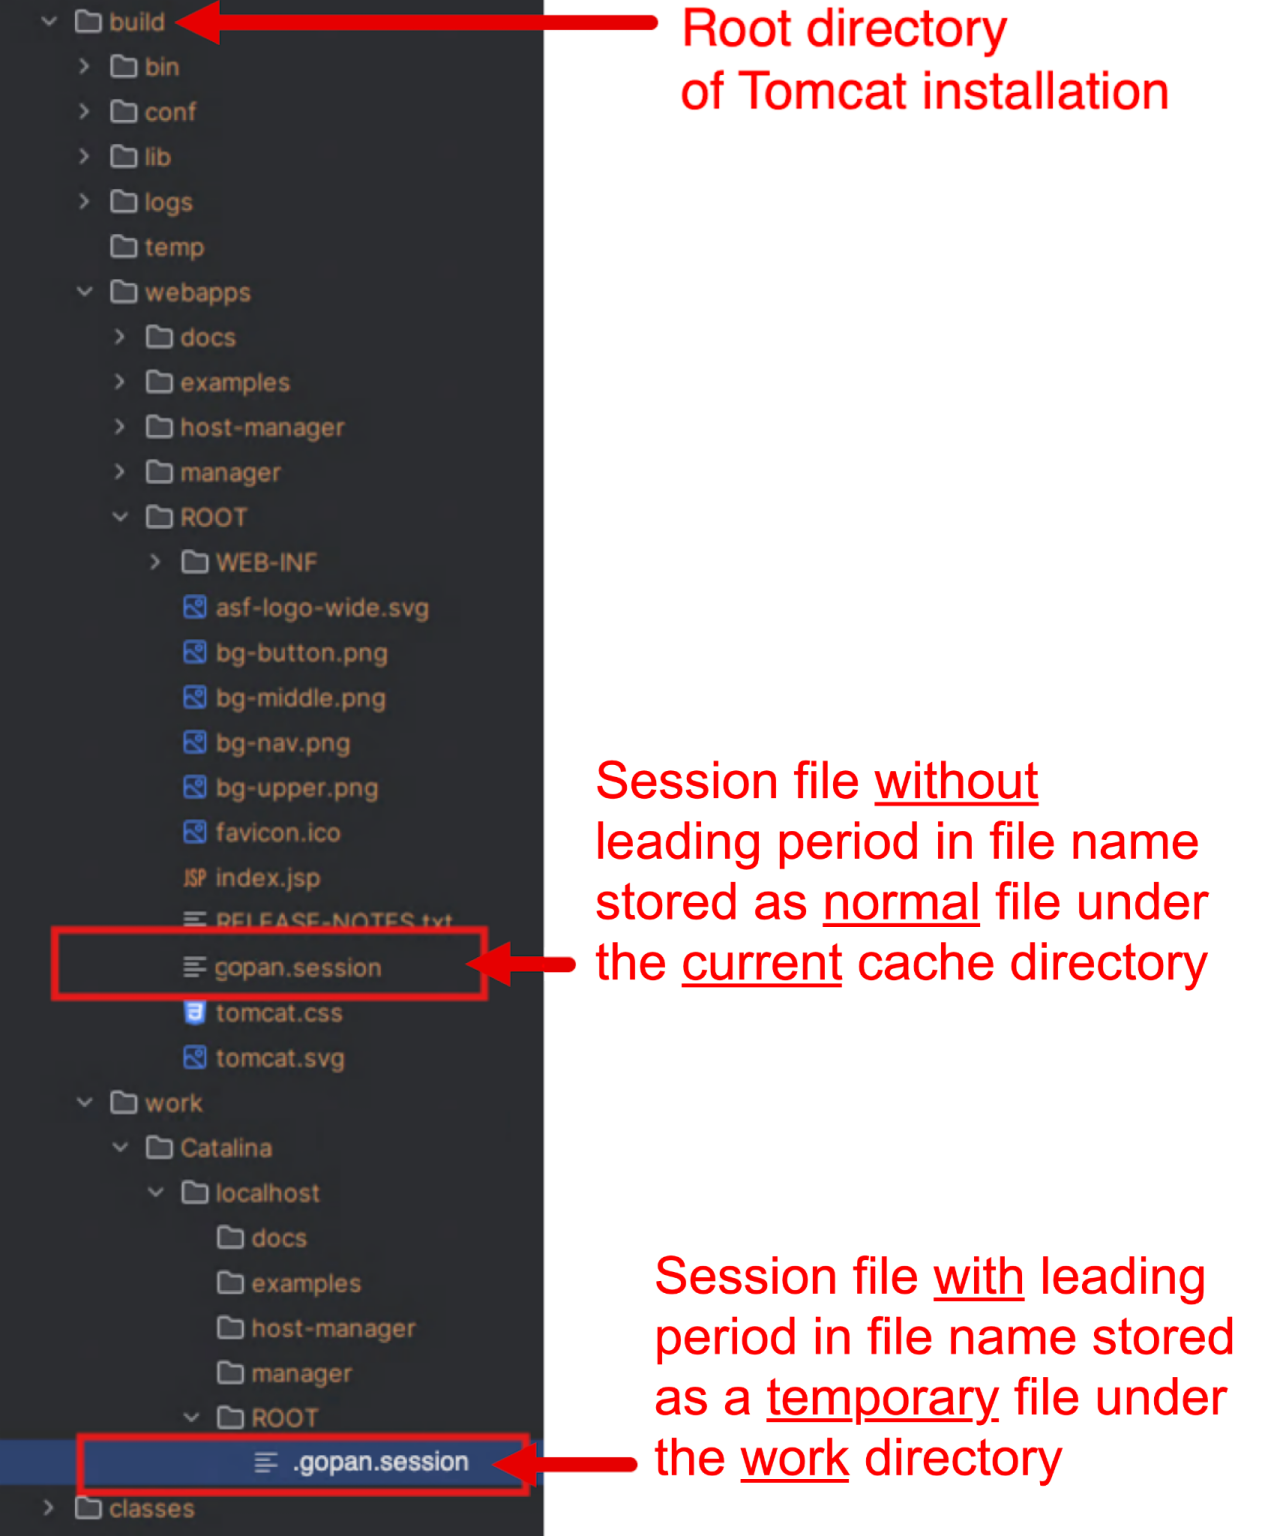 build
Root directory
of Tomcat installation
bin
conf
lib
logs
temp
webapps
docs
examples
host-manager
manager
ROOT
WEB-INF
asf-logo-wide.svg
bg-button.png
bg-middle.png
bg-nav.png
bg-upper.png
favicon.ico
JSP index.jsp
RELEASE-NOTES.txt
gopan.session
Session file without
leading period in file name
stored as normal file under
the current cache directory
tomcat.css
tomcat.svg
work
Catalina
localhost
docs
examples
host-manager
manager
ROOT
.gopan.session
Session file with leading
period in file name stored
as a temporary file under
the work directory
classes